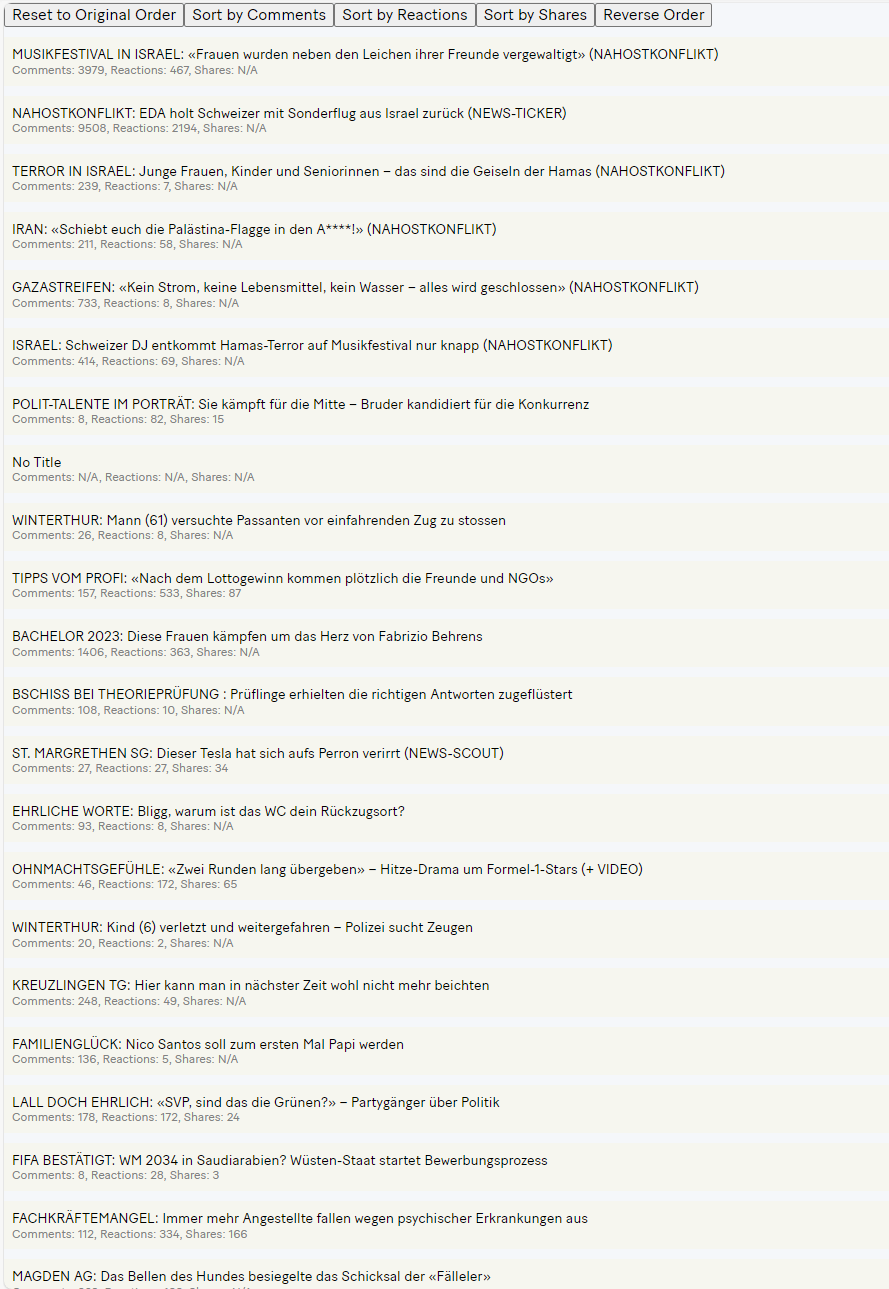 Reset to Original Order Sort by Comments Sort by Reactions Sort by Shares Reverse Order
MUSIKFESTIVAL IN ISRAEL: «Frauen wurden neben den Leichen ihrer Freunde vergewaltigt» (NAHOSTKONFLIKT)
Comments: 3979, Reactions: 467, Shares: N/A
NAHOSTKONFLIKT: EDA holt Schweizer mit Sonderflug aus Israel zurück (NEWS-TICKER)
Comments: 9508, Reactions: 2194, Shares: N/A
TERROR IN ISRAEL: Junge Frauen, Kinder und Seniorinnen – das sind die Geiseln der Hamas (NAHOSTKONFLIKT)
Comments: 239, Reactions: 7, Shares: N/A
IRAN: «Schiebt euch die Palästina-Flagge in den A****!» (NAHOSTKONFLIKT)
Comments: 211, Reactions: 58, Shares: N/A
GAZASTREIFEN: «Kein Strom, keine Lebensmittel, kein Wasser – alles wird geschlossen» (NAHOSTKONFLIKT)
Comments: 733, Reactions: 8, Shares: N/A
ISRAEL: Schweizer DJ entkommt Hamas-Terror auf Musikfestival nur knapp (NAHOSTKONFLIKT)
Comments: 414, Reactions: 69, Shares: N/A
POLIT-TALENTE IM PORTRÄT: Sie kämpft für die Mitte – Bruder kandidiert für die Konkurrenz
Comments: 8, Reactions: 82, Shares: 15
No Title
Comments: N/A, Reactions: N/A, Shares: N/A
WINTERTHUR: Mann (61) versuchte Passanten vor einfahrenden Zug zu stossen
Comments: 26, Reactions: 8, Shares: N/A
TIPPS VOM PROFI: «Nach dem Lottogewinn kommen plötzlich die Freunde und NGOs»
Comments: 157, Reactions: 533, Shares: 87
BACHELOR 2023: Diese Frauen kämpfen um das Herz von Fabrizio Behrens
Comments: 1406, Reactions: 363, Shares: N/A
BSCHISS BEI THEORIEPRÜFUNG : Prüflinge erhielten die richtigen Antworten zugeflüstert
Comments: 108, Reactions: 10, Shares: N/A
ST. MARGRETHEN SG: Dieser Tesla hat sich aufs Perron verirrt (NEWS-SCOUT)
Comments: 27, Reactions: 27, Shares: 34
EHRLICHE WORTE: Bligg, warum ist das WC dein Rückzugsort?
Comments: 93, Reactions: 8, Shares: N/A
OHNMACHTSGEFÜHLE: «Zwei Runden lang übergeben» – Hitze-Drama um Formel-1-Stars (+ VIDEO)
Comments: 46, Reactions: 172, Shares: 65
WINTERTHUR: Kind (6) verletzt und weitergefahren – Polizei sucht Zeugen
Comments: 20, Reactions: 2, Shares: N/A
KREUZLINGEN TG: Hier kann man in nächster Zeit wohl nicht mehr beichten
Comments: 248, Reactions: 49, Shares: N/A
FAMILIENGLÜCK: Nico Santos soll zum ersten Mal Papi werden
Comments: 136, Reactions: 5, Shares: N/A
LALL DOCH EHRLICH: «SVP, sind das die Grünen?» – Partygänger über Politik
Comments: 178, Reactions: 172, Shares: 24
FIFA BESTÄTIGT: WM 2034 in Saudiarabien? Wüsten-Staat startet Bewerbungsprozess
Comments: 8, Reactions: 28, Shares: 3
FACHKRÄFTEMANGEL: Immer mehr Angestellte fallen wegen psychischer Erkrankungen aus
Comments: 112, Reactions: 334, Shares: 166
MAGDEN AG: Das Bellen des Hundes besiegelte das Schicksal der «Fälleler»